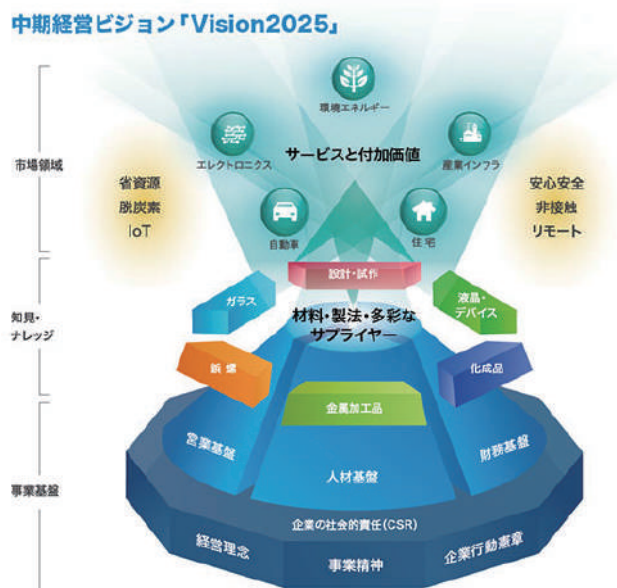 中期経営ビジョン「Vision2025」
市場領域
環境エネルギー
エレクトロニクス
サービスと付加価値
産業インフラ
自動車
住宅
省資源
脱炭素
IoT
安心安全
非接触
リモート
知見・
ナレッジ
設計・試作
ガラス
材料・製法・多彩な
サプライヤー
液晶・
デバイス
鋲螺
化成品
金属加工品
事業基盤
営業基盤
人材基盤
財務基盤
企業の社会的責任(CSR)
経営理念
事業精神
企業行動憲章